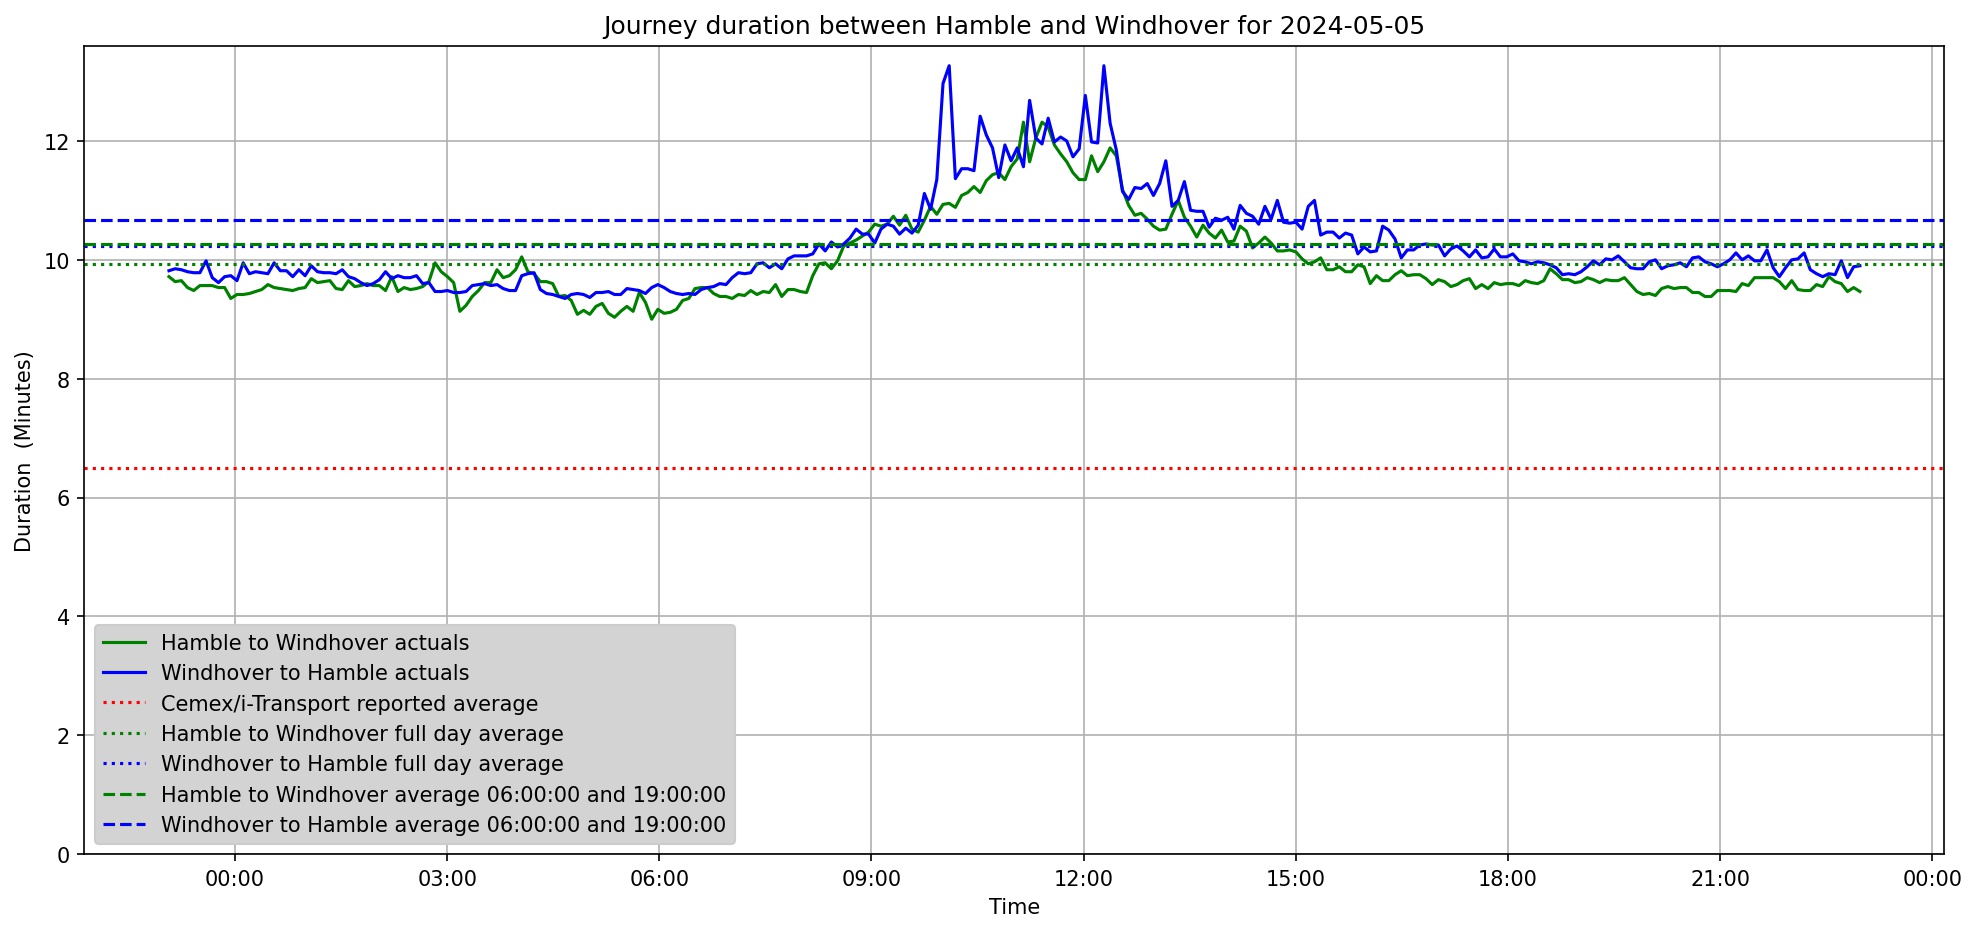 Journey duration between Hamble and Windhover for 2024-05-05
Duration  (Minutes)
12
10
8
6
4
2
0
Hamble to Windhover actuals
Windhover to Hamble actuals
Cemex/i-Transport reported average
Hamble to Windhover full day average
Windhover to Hamble full day average
Hamble to Windhover average 06:00:00 and 19:00:00
Windhover to Hamble average 06:00:00 and 19:00:00
00:00 03:00 06:00 09:00 12:00 15:00 18:00 21:00 00:00
Time